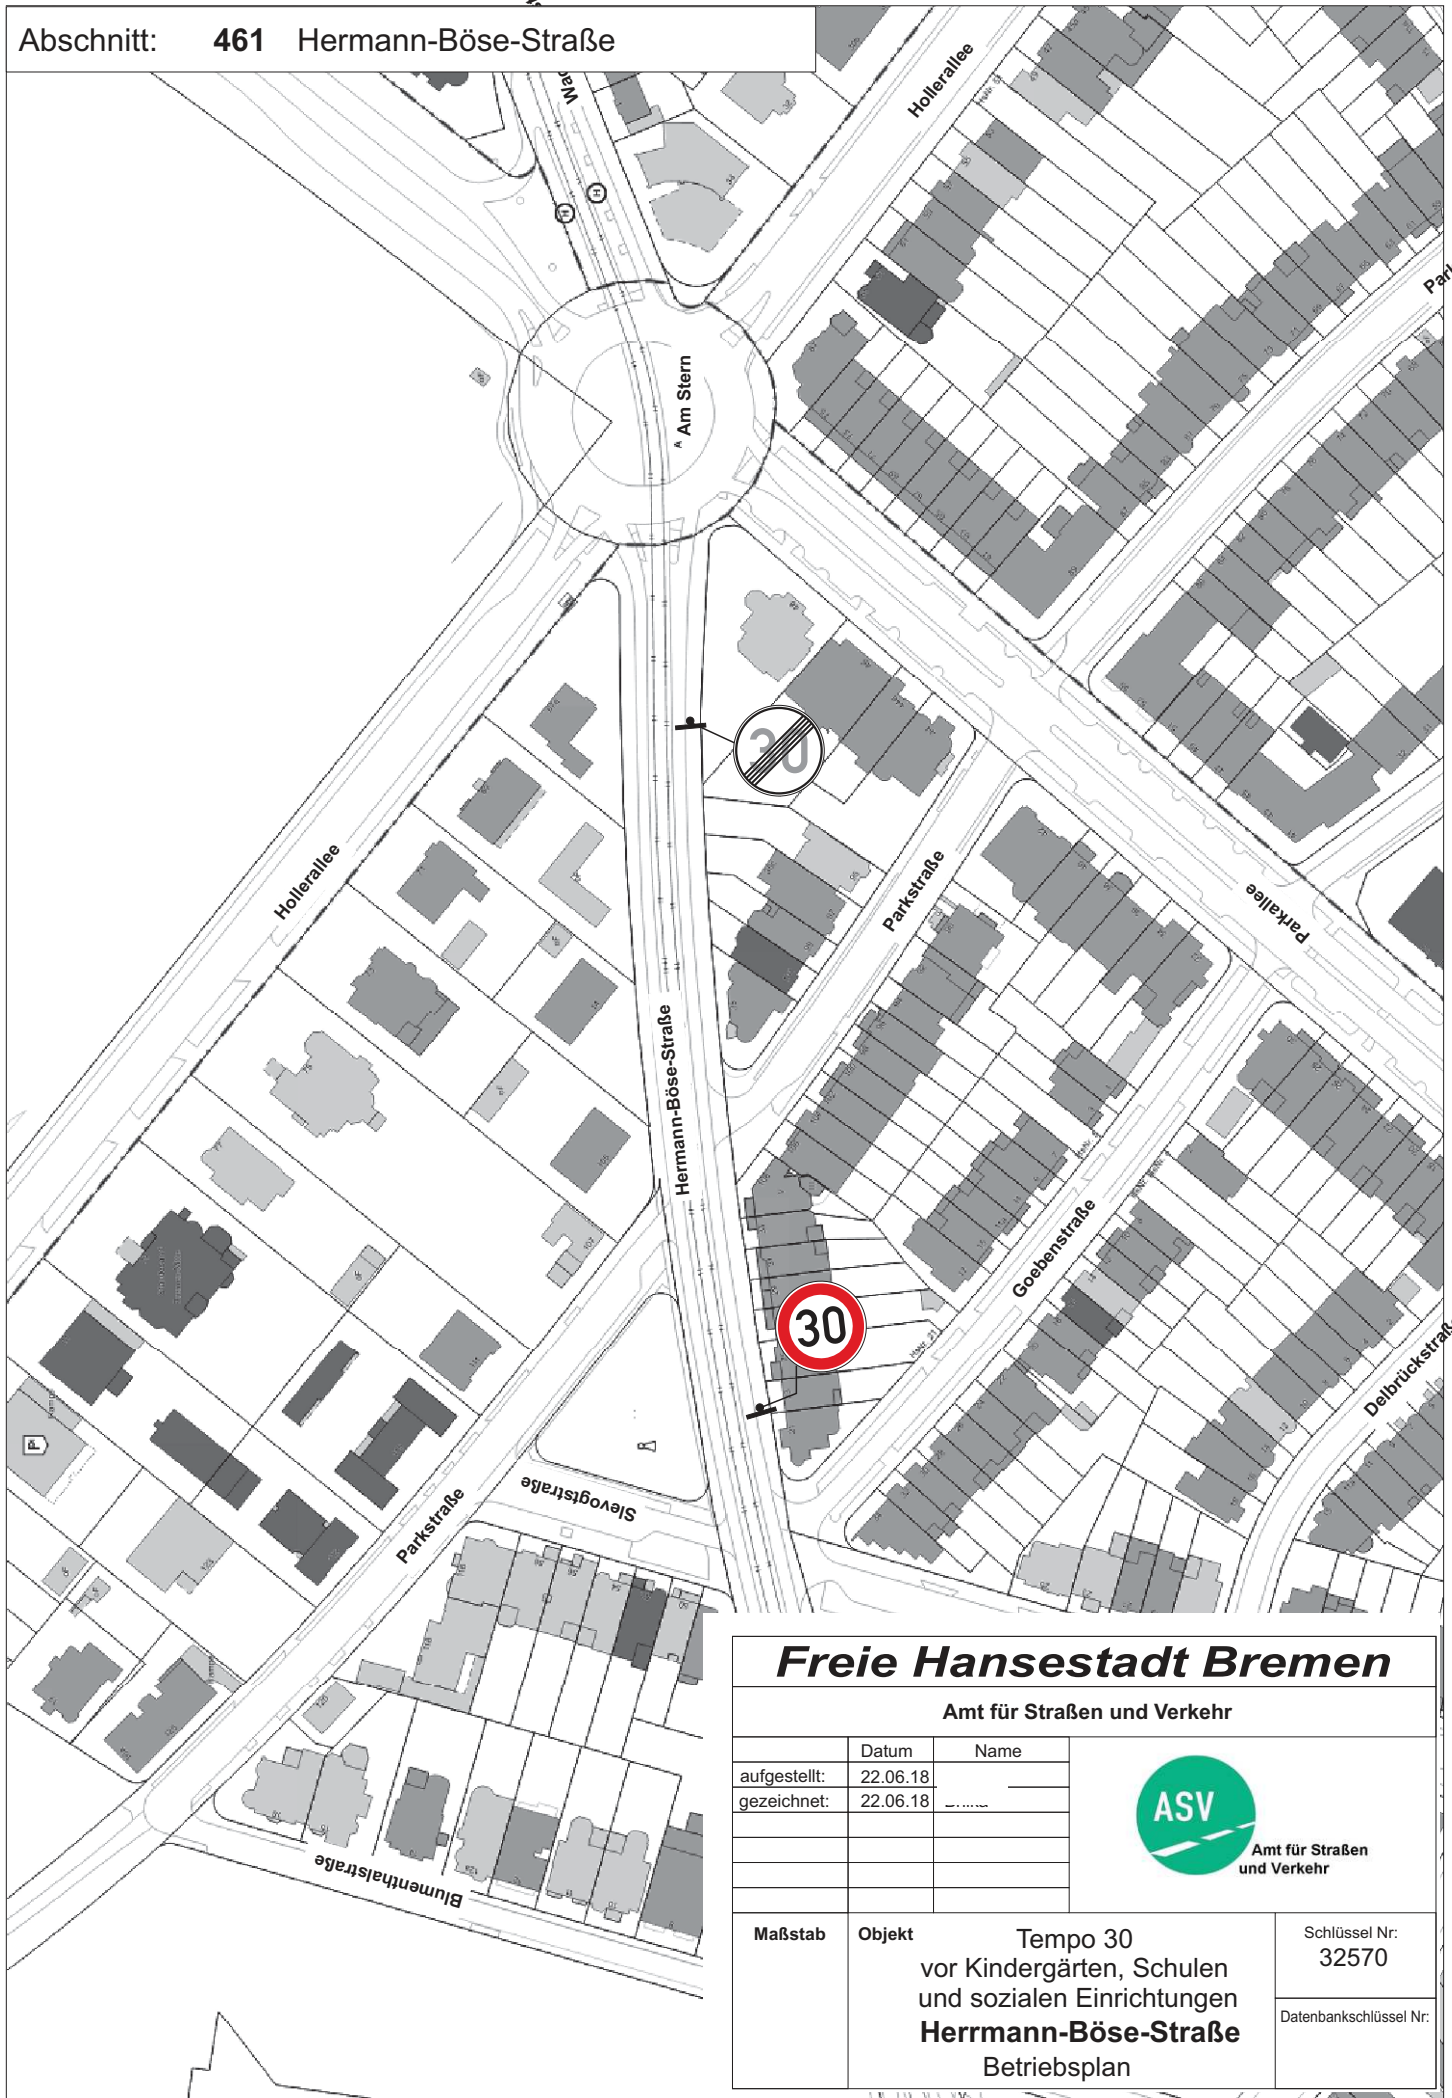 Abschnitt: 461 Hermann-Böse-Straße
Hollerallee
H
H
Am Stern
30
Hollerallee
Parkstraße
Parkallee
Hermann-Böse-Straße
Goebenstraße
30
Delbrückstraße
Slevogtstraße
Parkstraße
Blumenthalstraße
Freie Hansestadt Bremen
Amt für Straßen und Verkehr
Datum Name
aufgestellt: 22.06.18
gezeichnet: 22.06.18
ASV
Amt für Straßen
und Verkehr
Maßstab Objekt
Tempo 30
vor Kindergärten, Schulen
und sozialen Einrichtungen
Herrmann-Böse-Straße
Betriebsplan
Schlüssel Nr:
32570
Datenbankschlüssel Nr: